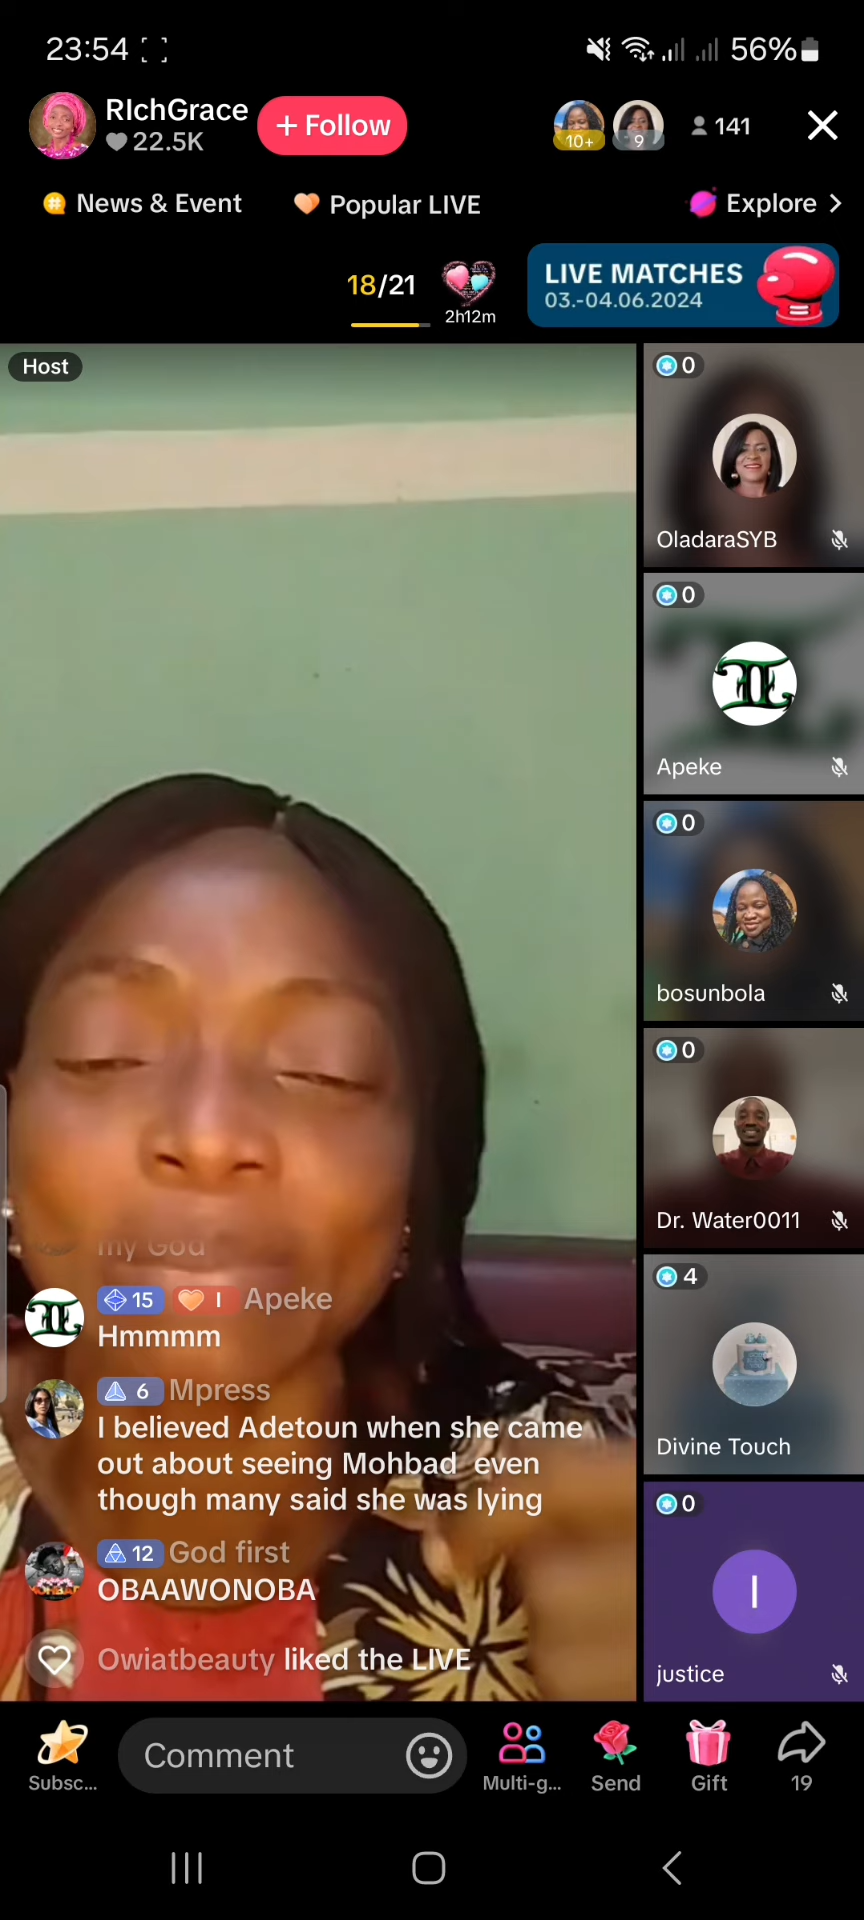 23:54
56%
RIchGrace
22.5K
+ Follow
10+
9
141
News & Event
Popular LIVE
Explore
18/21
2h12m
LIVE MATCHES
03.-04.06.2024
Host
0
OladaraSYB
0
Apeke
0
bosunbola
0
Dr. Water0011
4
Divine Touch
0
I
justice
my God
15 I Apeke
Hmmmm
6 Mpress
I believed Adetoun when she came
out about seeing Mohbad even
though many said she was lying
12 God first
OBAAWONOBA
Owiatbeauty liked the LIVE
Subsc...
Comment
Multi-g...
Send
Gift
19